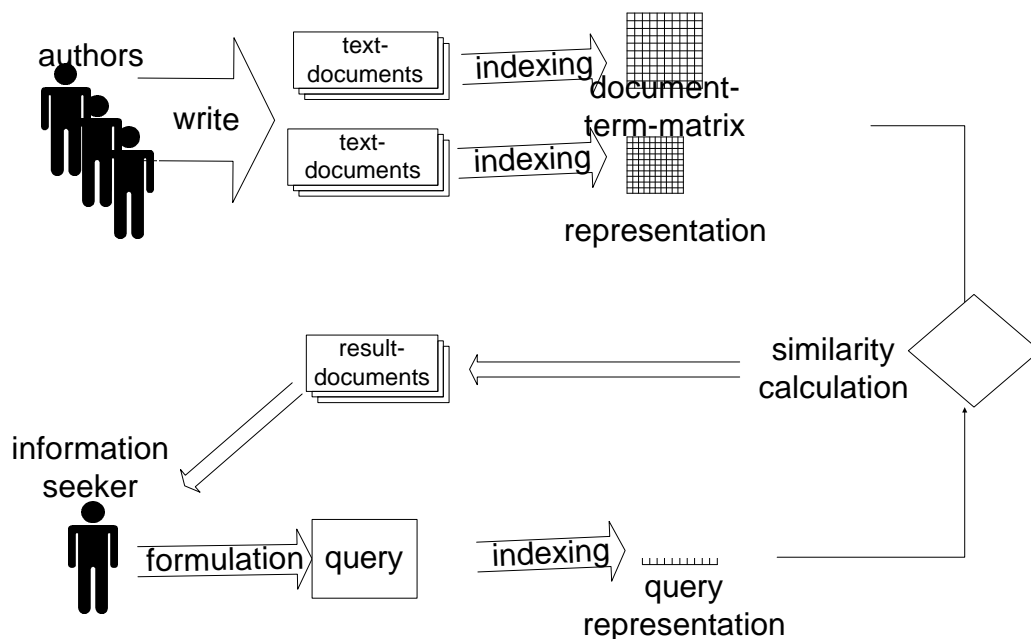 authors
write
text-
documents
indexing
document-
term-matrix
text-
documents
indexing
representation
result-
documents
similarity
calculation
information
seeker
formulation
query
indexing
query
representation